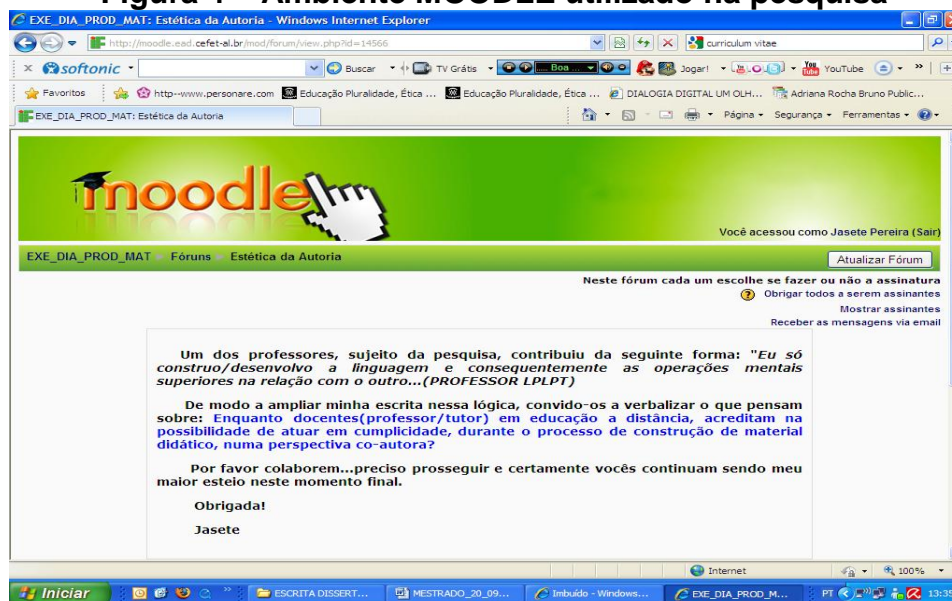 Figura 4 – Ambiente MOODLE utilizado na pesquisa
EXE_DIA_PROD_MAT: Estética da Autoria - Windows Internet Explorer
http://moodle.ead.cefet-al.br/mod/forum/view.php?id=14566
curriculum vitae
softonic
Buscar
TV Grátis
Boa ...
Jogar!
YouTube
Favoritos
http--www.personare.com
Educação Pluralidade, Ética ...
Educação Pluralidade, Ética ...
DIALOGIA DIGITAL UM OLH...
Adriana Rocha Bruno Public...
EXE_DIA_PROD_MAT: Estética da Autoria
Página
Segurança
Ferramentas
moodle
Você acessou como Jasete Pereira (Sair)
EXE_DIA_PROD_MAT Fóruns Estética da Autoria
Atualizar Fórum
Neste fórum cada um escolhe se fazer ou não a assinatura
Obrigar todos a serem assinantes
Mostrar assinantes
Receber as mensagens via email
Um dos professores, sujeito da pesquisa, contribuiu da seguinte forma: "Eu só
construo/desenvolvo a linguagem e consequentemente as operações mentais
superiores na relação com o outro...(PROFESSOR LPLPT)
De modo a ampliar minha escrita nessa lógica, convido-os a verbalizar o que pensam
sobre: Enquanto docentes(professor/tutor) em educação a distância, acreditam na
possibilidade de atuar em cumplicidade, durante o processo de construção de material
didático, numa perspectiva co-autora?
Por favor colaborem...preciso prosseguir e certamente vocês continuam sendo meu
maior esteio neste momento final.
Obrigada!
Jasete
Internet
100%
Iniciar
ESCRITA DISSERT...
MESTRADO_20_09...
Imbuído - Windows...
EXE_DIA_PROD_M...
PT